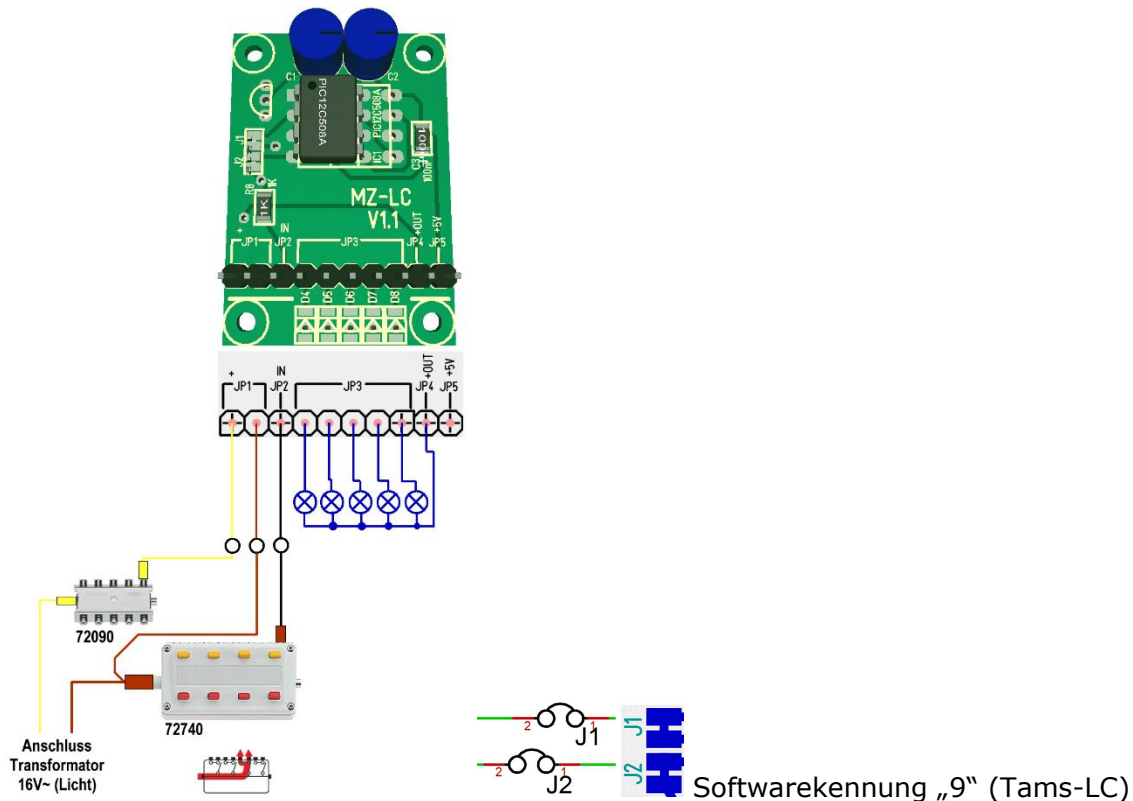 C1
C2
PIC12C508A
PIC12C508A
IC1
J1
J2
C3
100n
R8
1K
1K
MZ-LC
V1.1
+
IN
+OUT
+5V
JP1
JP2
JP3
JP4
JP5
D4
D5
D6
D7
D8
+
IN
+OUT
+5V
JP1
JP2
JP3
JP4
JP5
72090
72740
Anschluss
Transformator
16V~ (Licht)
2
1
J1
J1
2
1
J2
J2
Softwarekennung „9“ (Tams-LC)